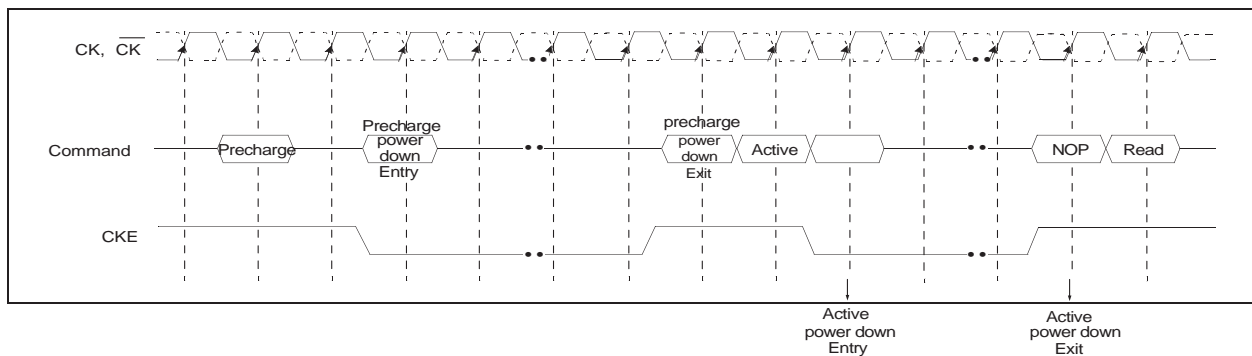 CK, CK
Command
Precharge
Precharge
power
down
Entry
precharge
power
down
Exit
Active
NOP
Read
CKE
Active
power down
Entry
Active
power down
Exit